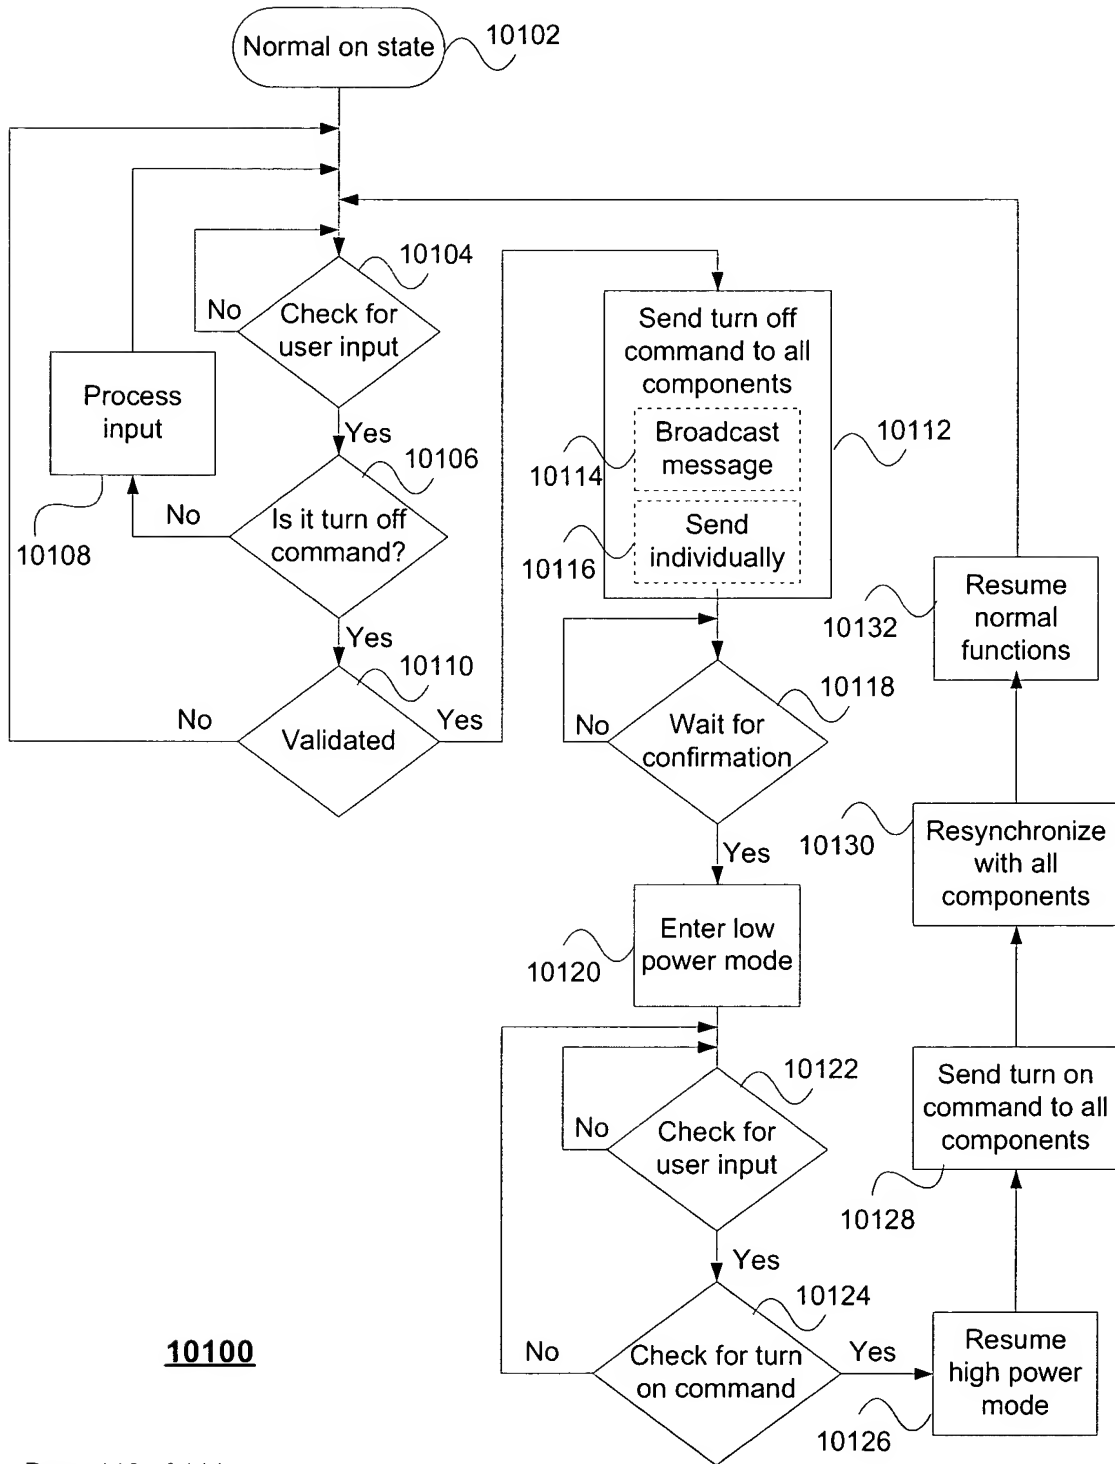 Normal on state
10102
10104
No
Check for
user input
Process
input
Yes
10106
No
Is it turn off
command?
10108
Yes
10110
No
Validated
Yes
Send turn off
command to all
components
Broadcast
message
10112
10114
Send
individually
10116
10118
No
Wait for
confirmation
Yes
Enter low
power mode
10120
10122
No
Check for
user input
Yes
10124
No
Check for turn
on command
Yes
Resume
high power
mode
10126
Send turn on
command to all
components
10128
Resynchronize
with all
components
10130
Resume
normal
functions
10132
10100